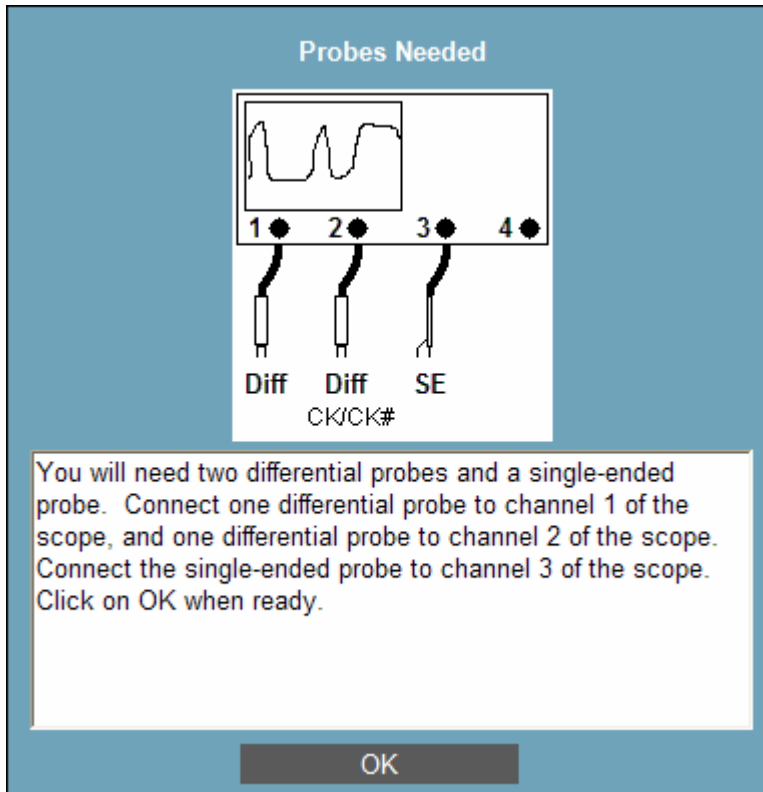 Probes Needed
1 2 3 4
Diff Diff SE
CK/CK#
You will need two differential probes and a single-ended
probe.  Connect one differential probe to channel 1 of the
scope, and one differential probe to channel 2 of the scope.
Connect the single-ended probe to channel 3 of the scope.
Click on OK when ready.
OK